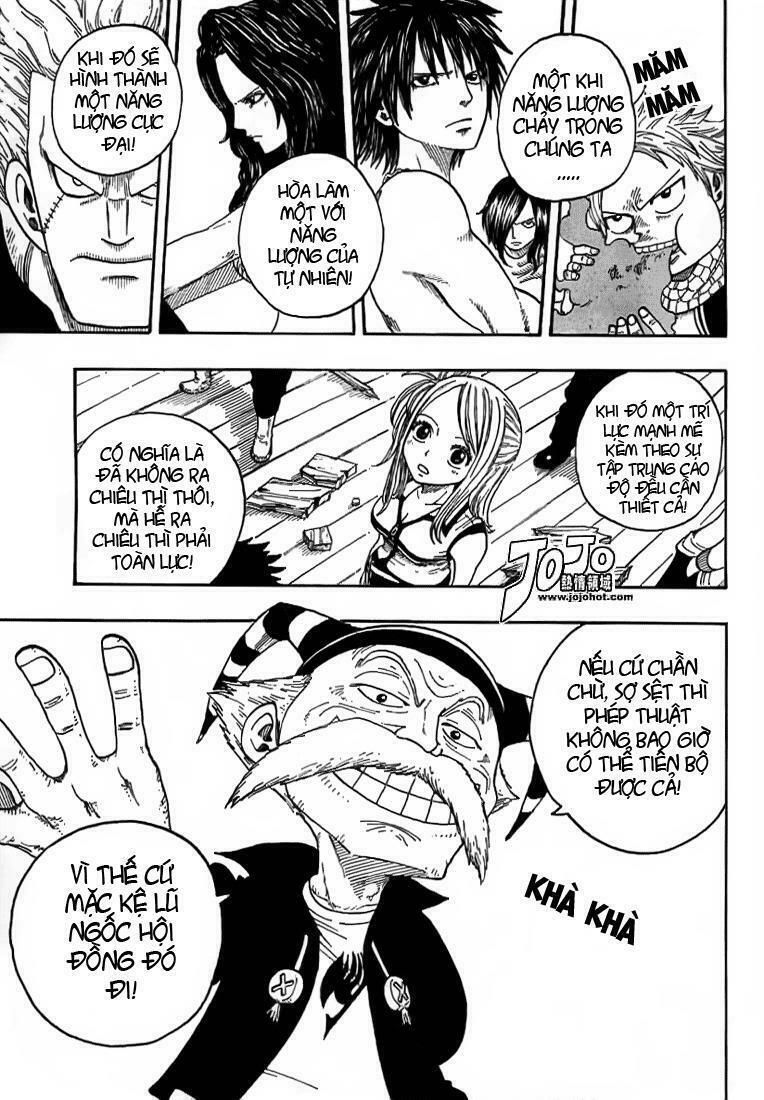 MĂM
MĂM
MỘT KHI
NĂNG LƯỢNG
CHẢY TRONG
CHÚNG TA
.....
HÒA LÀM
MỘT VỚI
NĂNG
LƯỢNG CỦA
TỰ NHIÊN!
KHI ĐÓ SẼ
HÌNH THÀNH
MỘT NĂNG
LƯỢNG CỰC
ĐẠI!
KHI ĐÓ MỘT TRÍ
LỰC MẠNH MẼ
KÈM THEO SỰ
TẬP TRUNG CAO
ĐỘ ĐỀU CẦN
THIẾT CẢ!
CÓ NGHĨA LÀ
ĐÃ KHÔNG RA
CHIÊU THÌ THÔI,
MÀ HỄ RA
CHIÊU THÌ PHẢI
TOÀN LỰC!
JOJO
熱情領域
www.jojohot.com
NẾU CỨ CHẦN
CHỪ, SỢ SỆT THÌ
PHÉP THUẬT
KHÔNG BAO GIỜ
CÓ THỂ TIẾN BỘ
ĐƯỢC CẢ!
KHÀ KHÀ
VÌ THẾ CỨ
MẶC KỆ LŨ
NGỐC HỘI
ĐỒNG ĐÓ
ĐI!